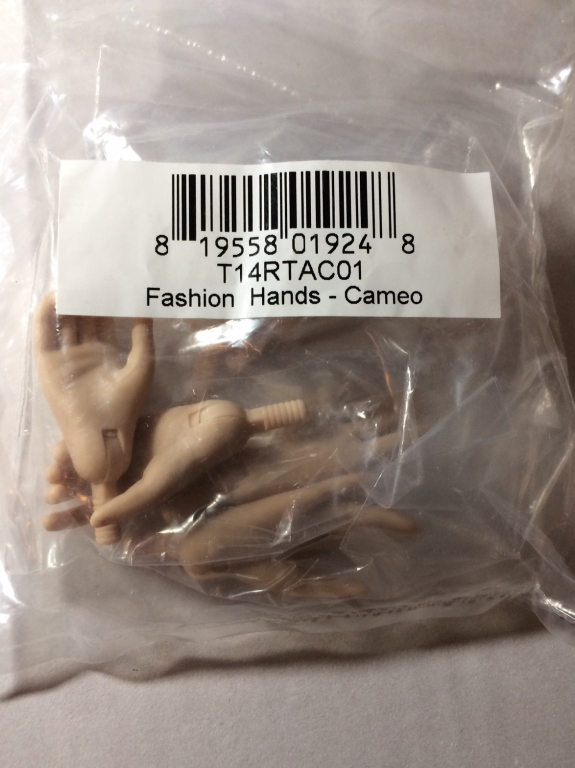 8 19558 01924 8
T14RTAC01
Fashion Hands - Cameo